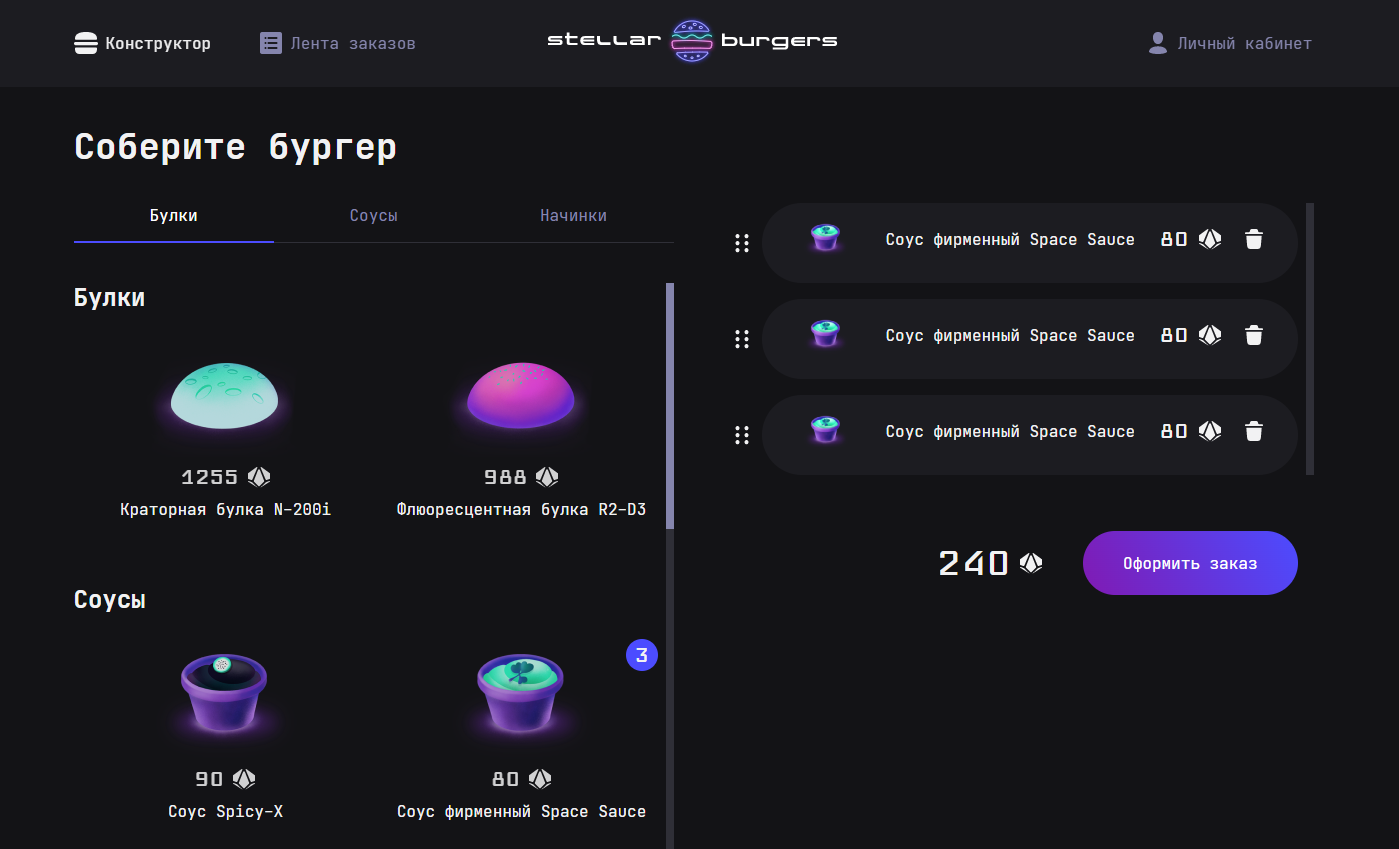 Конструктор
Лента заказов
stellar burgers
Личный кабинет
Соберите бургер
Булки
Соусы
Начинки
Булки
1255
988
Краторная булка N-200i
Флюоресцентная булка R2-D3
Соусы
3
90
80
Соус Spicy-X
Соус фирменный Space Sauce
Соус фирменный Space Sauce 80
Соус фирменный Space Sauce 80
Соус фирменный Space Sauce 80
240
Оформить заказ